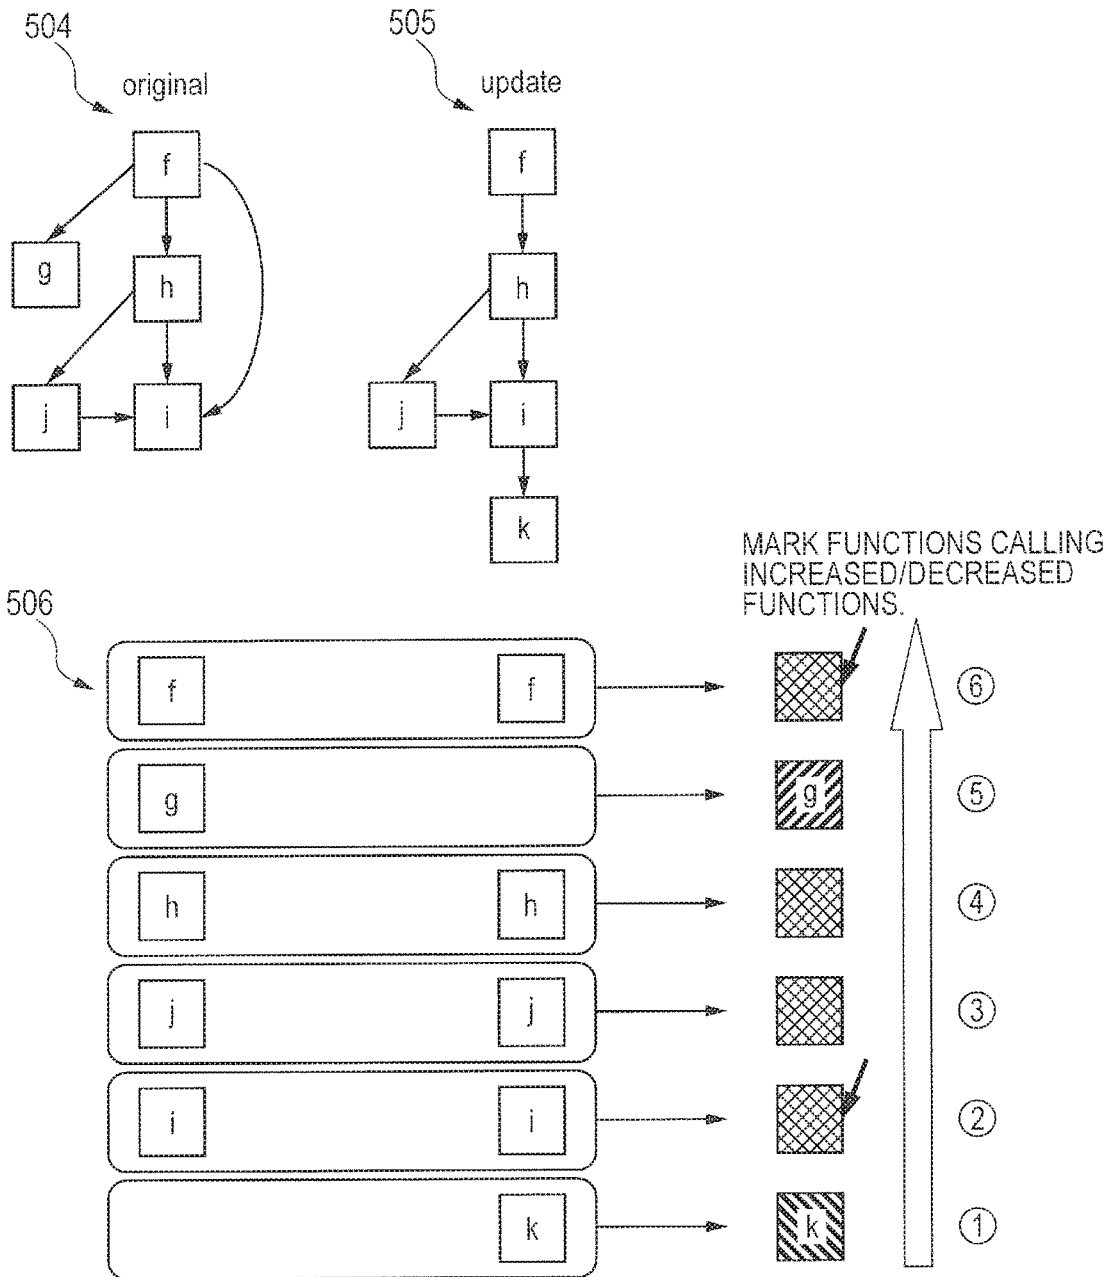 504
505
original
update
f
f
g
h
h
j
i
j
i
k
MARK FUNCTIONS CALLING
INCREASED/DECREASED
FUNCTIONS.
506
f
f
⑥
g
g
⑤
h
h
④
j
j
③
i
i
②
k
k
①